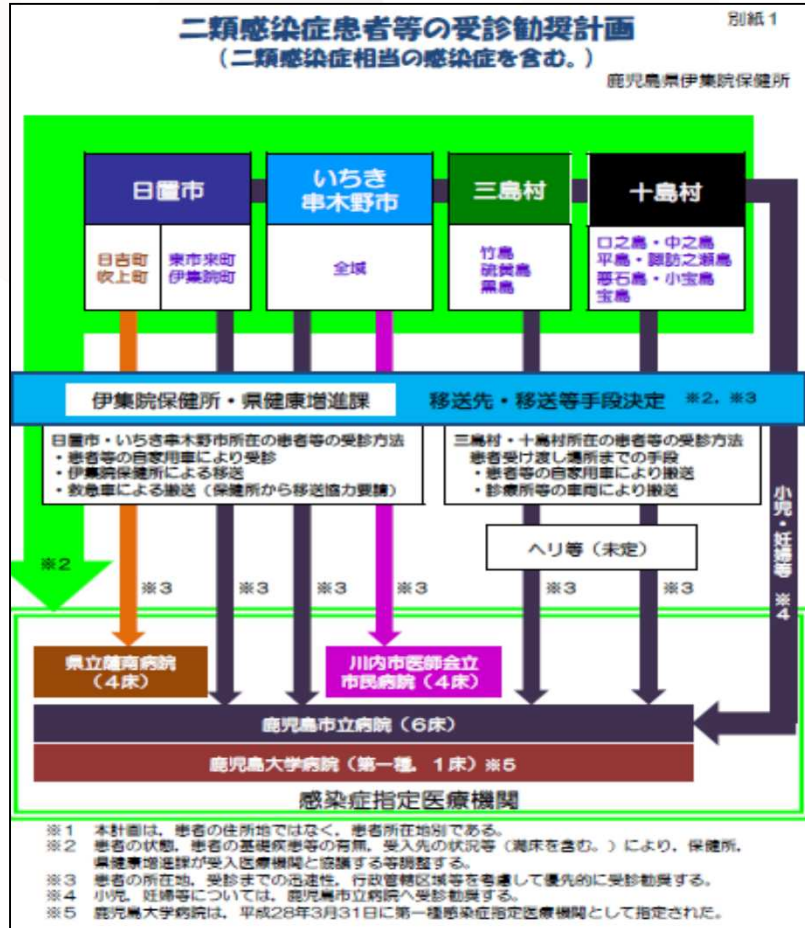 別紙1
二類感染症患者等の受診勧奨計画
（二類感染症相当の感染症を含む。）
鹿児島県伊集院保健所
日置市
いちき
串木野市
三島村
十島村
日吉町
吹上町
東市来町
伊集院町
全域
竹島
硫黄島
黒島
口之島・中之島
平島・諏訪之瀬島
悪石島・小宝島
宝島
伊集院保健所・県健康増進課
移送先・移送等手段決定 ※2，※3
日置市・いちき串木野市所在の患者等の受診方法
・患者等の自家用車により受診
・伊集院保健所による移送
・救急車による搬送（保健所から移送協力要請）
三島村・十島村所在の患者等の受診方法
患者受け渡し場所までの手段
・患者等の自家用車により搬送
・診療所等の車両により搬送
ヘリ等（未定）
小児・妊婦等 ※4
※2
※3
※3
※3
※3
※3
※3
県立薩南病院
（4床）
川内市医師会立
市民病院（4床）
鹿児島市立病院（6床）
鹿児島大学病院（第一種，1床）※5
感染症指定医療機関
※1 本計画は，患者の住所地ではなく，患者所在地別である。
※2 患者の状態，患者の基礎疾患等の有無，受入先の状況等（満床を含む。）により，保健所，
県健康増進課が受入医療機関と協議する等調整する。
※3 患者の所在地，受診までの迅速性，行政管轄区域等を考慮して優先的に受診勧奨する。
※4 小児，妊婦等については，鹿児島市立病院へ受診勧奨する。
※5 鹿児島大学病院は，平成28年3月31日に第一種感染症指定医療機関として指定された。